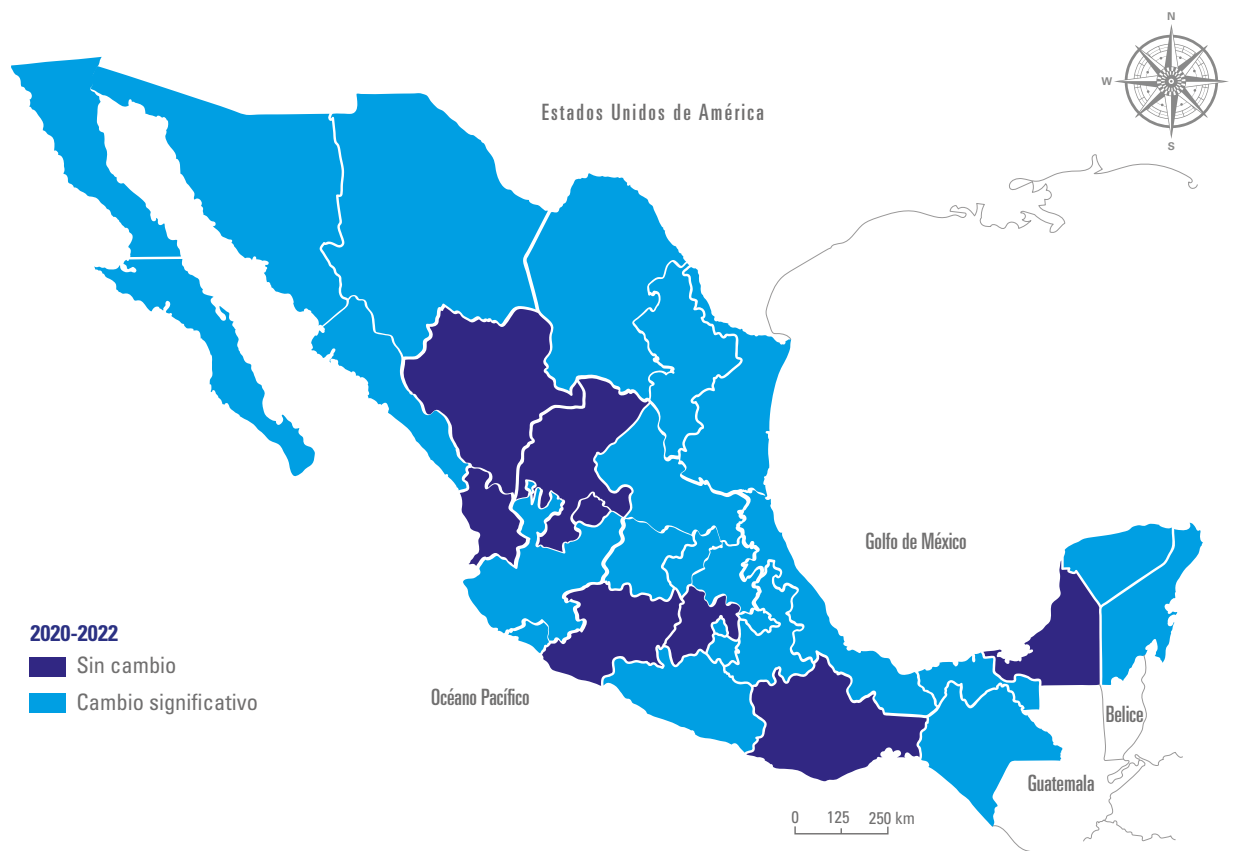 N
W
S
Estados Unidos de América
Golfo de México
2020-2022
Sin cambio
Cambio significativo
Océano Pacífico
Belice
Guatemala
0 125 250 km